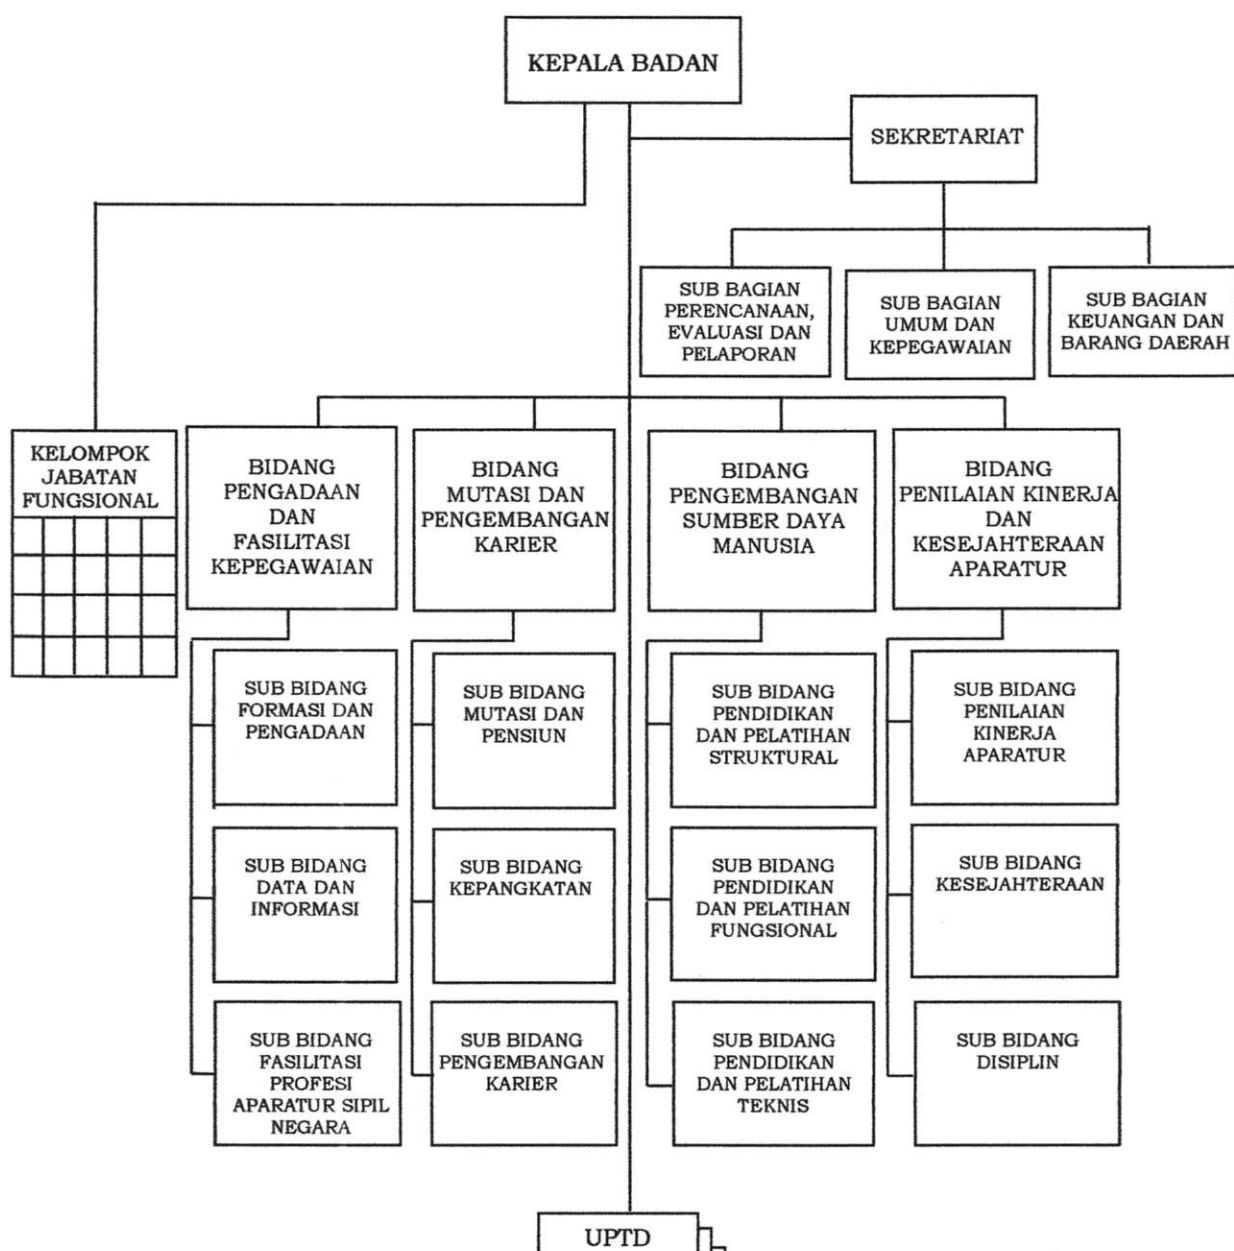 KEPALA BADAN
SEKRETARIAT
SUB BAGIAN
PERENCANAAN,
EVALUASI DAN
PELAPORAN
SUB BAGIAN
UMUM DAN
KEPEGAWAIAN
SUB BAGIAN
KEUANGAN DAN
BARANG DAERAH
KELOMPOK
JABATAN
FUNGSIONAL
BIDANG
PENGADAAN
DAN
FASILITASI
KEPEGAWAIAN
BIDANG
MUTASI DAN
PENGEMBANGAN
KARIER
BIDANG
PENGEMBANGAN
SUMBER DAYA
MANUSIA
BIDANG
PENILAIAN KINERJA
DAN
KESEJAHTERAAN
APARATUR
SUB BIDANG
FORMASI DAN
PENGADAAN
SUB BIDANG
MUTASI DAN
PENSIUN
SUB BIDANG
PENDIDIKAN
DAN PELATIHAN
STRUKTURAL
SUB BIDANG
PENILAIAN
KINERJA
APARATUR
SUB BIDANG
DATA DAN
INFORMASI
SUB BIDANG
KEPANGKATAN
SUB BIDANG
PENDIDIKAN
DAN PELATIHAN
FUNGSIONAL
SUB BIDANG
KESEJAHTERAAN
SUB BIDANG
FASILITASI
PROFESI
APARATUR SIPIL
NEGARA
SUB BIDANG
PENGEMBANGAN
KARIER
SUB BIDANG
PENDIDIKAN
DAN PELATIHAN
TEKNIS
SUB BIDANG
DISIPLIN
UPTD